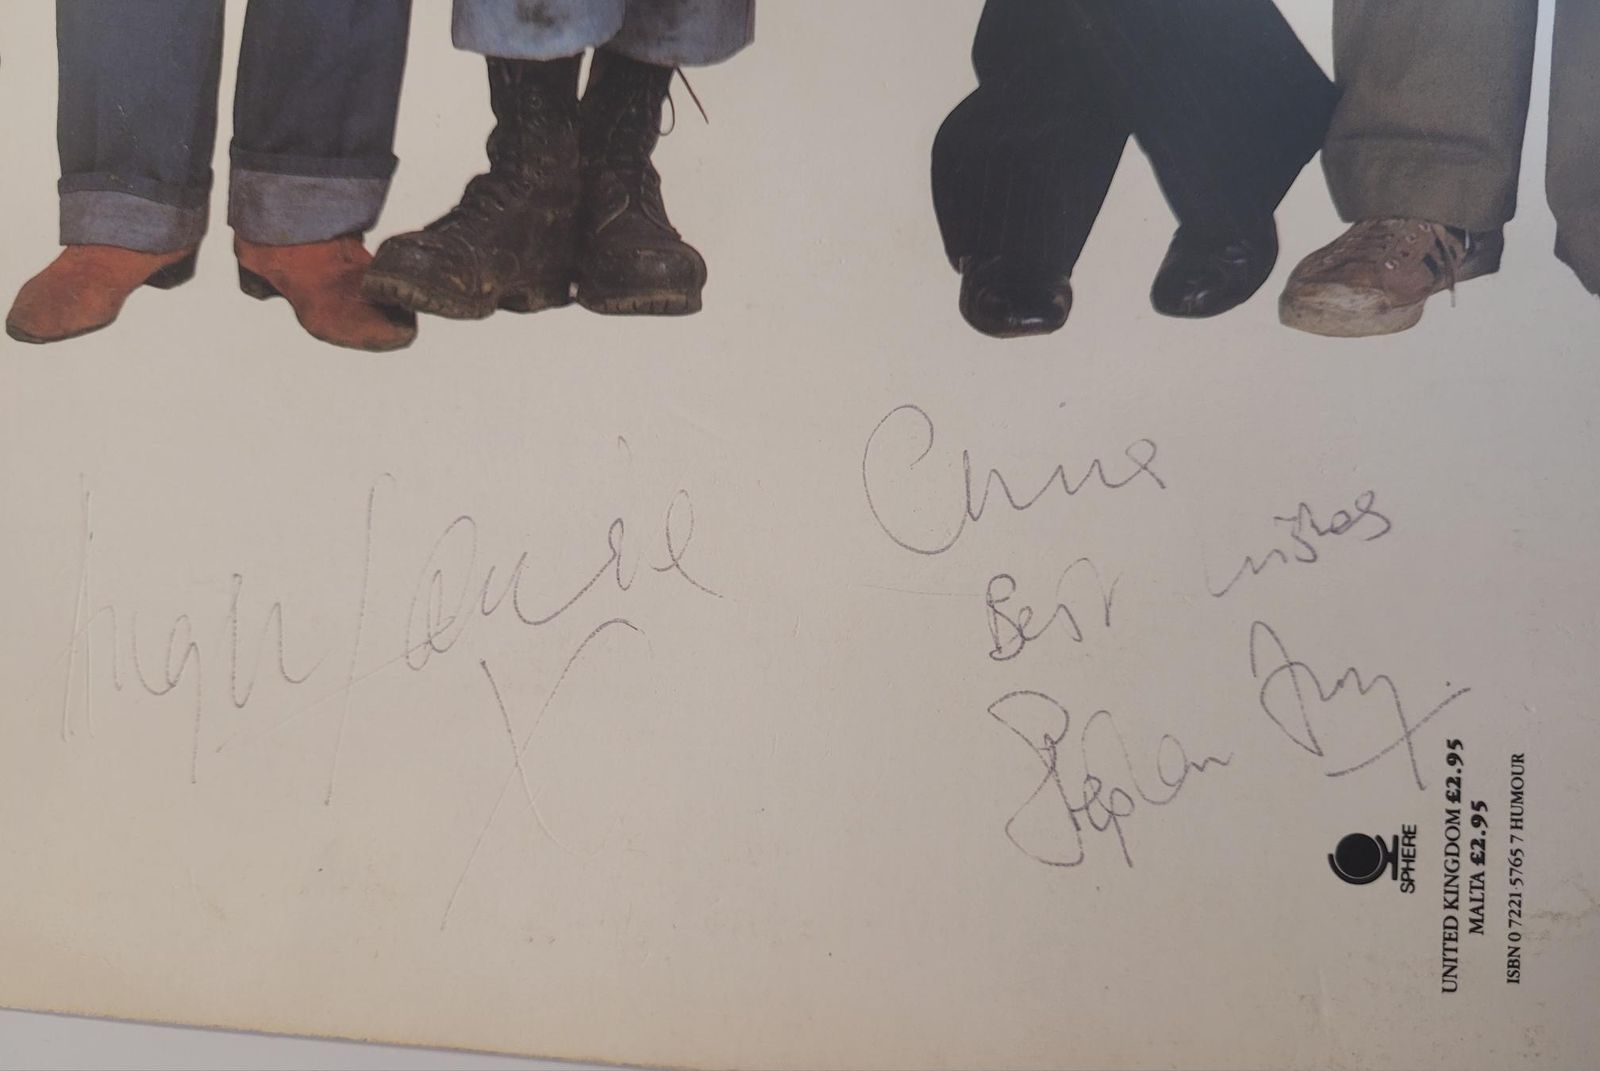 Hugh Laurie
X
Best wishes
Stephen Fry.
SPHERE
UNITED KINGDOM £2.95
MALTA £2.95
ISBN 0 7221 5765 7 HUMOUR